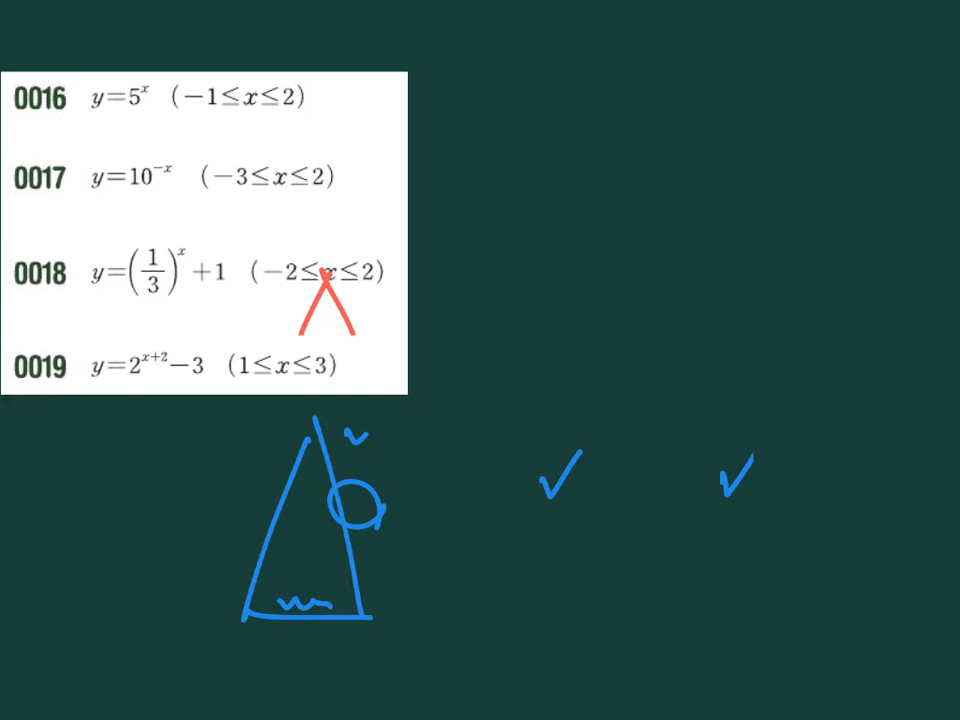 0016 y=5^x (-1≤x≤2)
0017 y=10^{-x} (-3≤x≤2)
0018 y=(1/3)^x+1 (-2≤x≤2)
0019 y=2^{x+2}-3 (1≤x≤3)